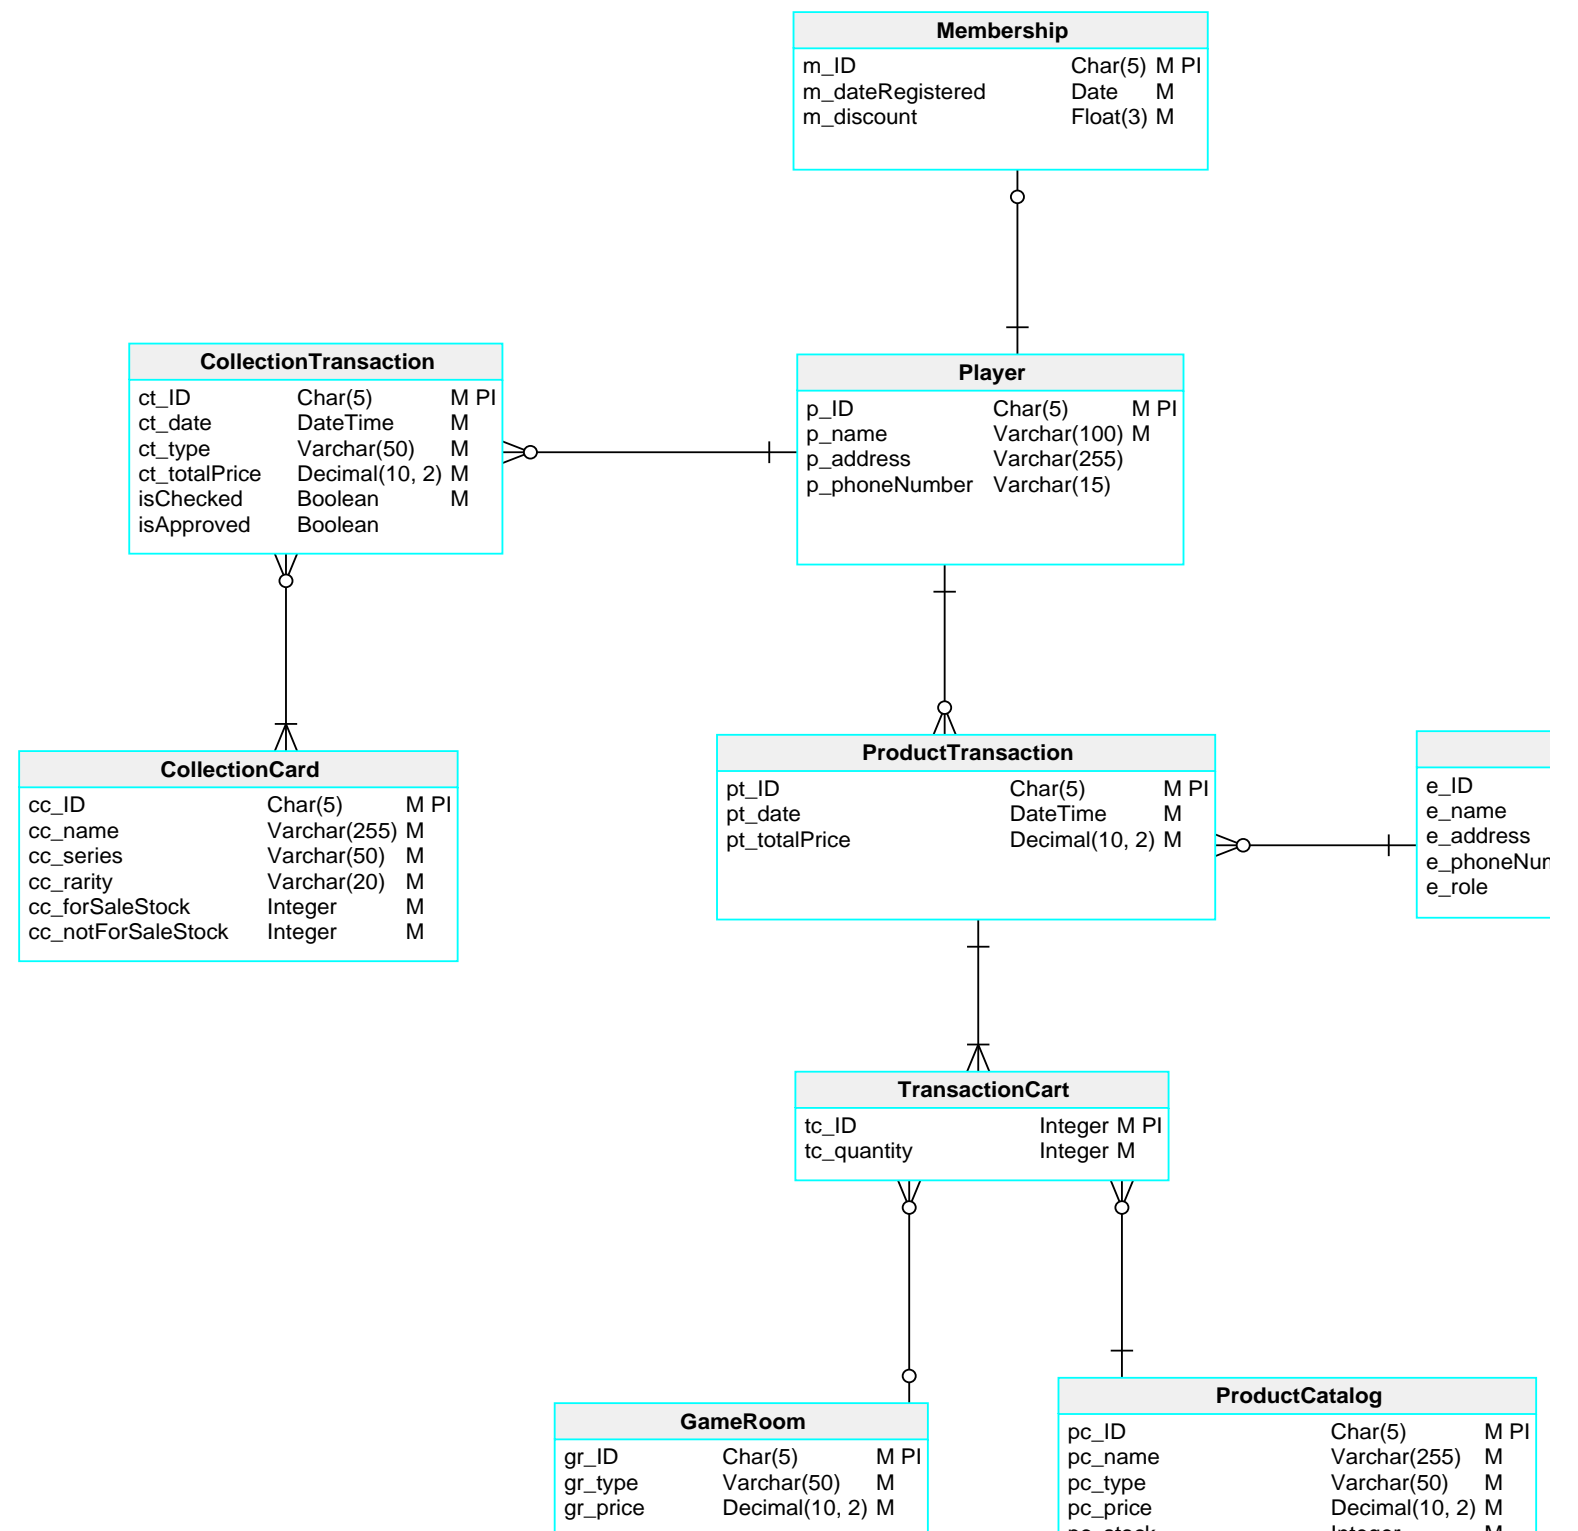 Membership
m_ID Char(5) M PI
m_dateRegistered Date M
m_discount Float(3) M
CollectionTransaction
ct_ID Char(5) M PI
ct_date DateTime M
ct_type Varchar(50) M
ct_totalPrice Decimal(10, 2) M
isChecked Boolean M
isApproved Boolean
Player
p_ID Char(5) M PI
p_name Varchar(100) M
p_address Varchar(255)
p_phoneNumber Varchar(15)
CollectionCard
cc_ID Char(5) M PI
cc_name Varchar(255) M
cc_series Varchar(50) M
cc_rarity Varchar(20) M
cc_forSaleStock Integer M
cc_notForSaleStock Integer M
ProductTransaction
pt_ID Char(5) M PI
pt_date DateTime M
pt_totalPrice Decimal(10, 2) M
e_ID
e_name
e_address
e_role
TransactionCart
tc_ID Integer M PI
tc_quantity Integer M
GameRoom
gr_ID Char(5) M PI
gr_type Varchar(50) M
gr_price Decimal(10, 2) M
ProductCatalog
pc_ID Char(5) M PI
pc_name Varchar(255) M
pc_type Varchar(50) M
pc_price Decimal(10, 2) M